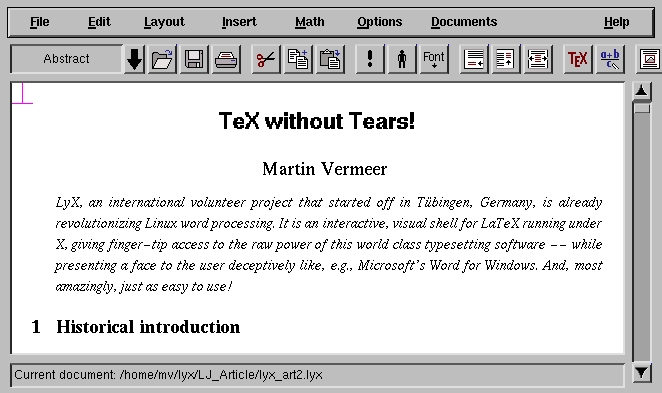 File Edit Layout Insert Math Options Documents Help
Abstract ! Font TEX a+b c
TeX without Tears!
Martin Vermeer
LyX, an international volunteer project that started off in Tübingen, Germany, is already
revolutionizing Linux word processing. It is an interactive, visual shell for LaTeX running under
X, giving finger-tip access to the raw power of this world class typesetting software -- while
presenting a face to the user deceptively like, e.g., Microsoft's Word for Windows. And, most
amazingly, just as easy to use!
1 Historical introduction
Current document: /home/mv/lyx/LJ_Article/lyx_art2.lyx